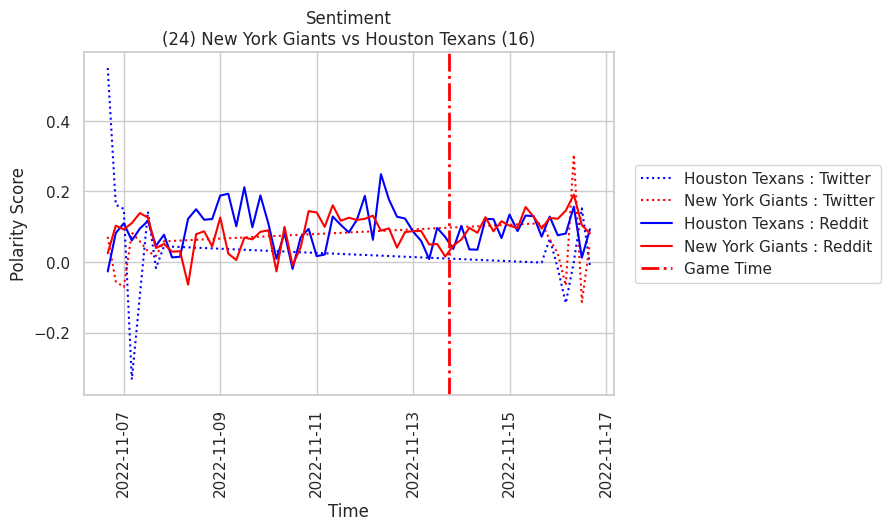 Sentiment
(24) New York Giants vs Houston Texans (16)
Polarity Score
0.4
0.2
0.0
−0.2
2022-11-07
2022-11-09
2022-11-11
2022-11-13
2022-11-15
2022-11-17
Time
Houston Texans : Twitter
New York Giants : Twitter
Houston Texans : Reddit
New York Giants : Reddit
Game Time